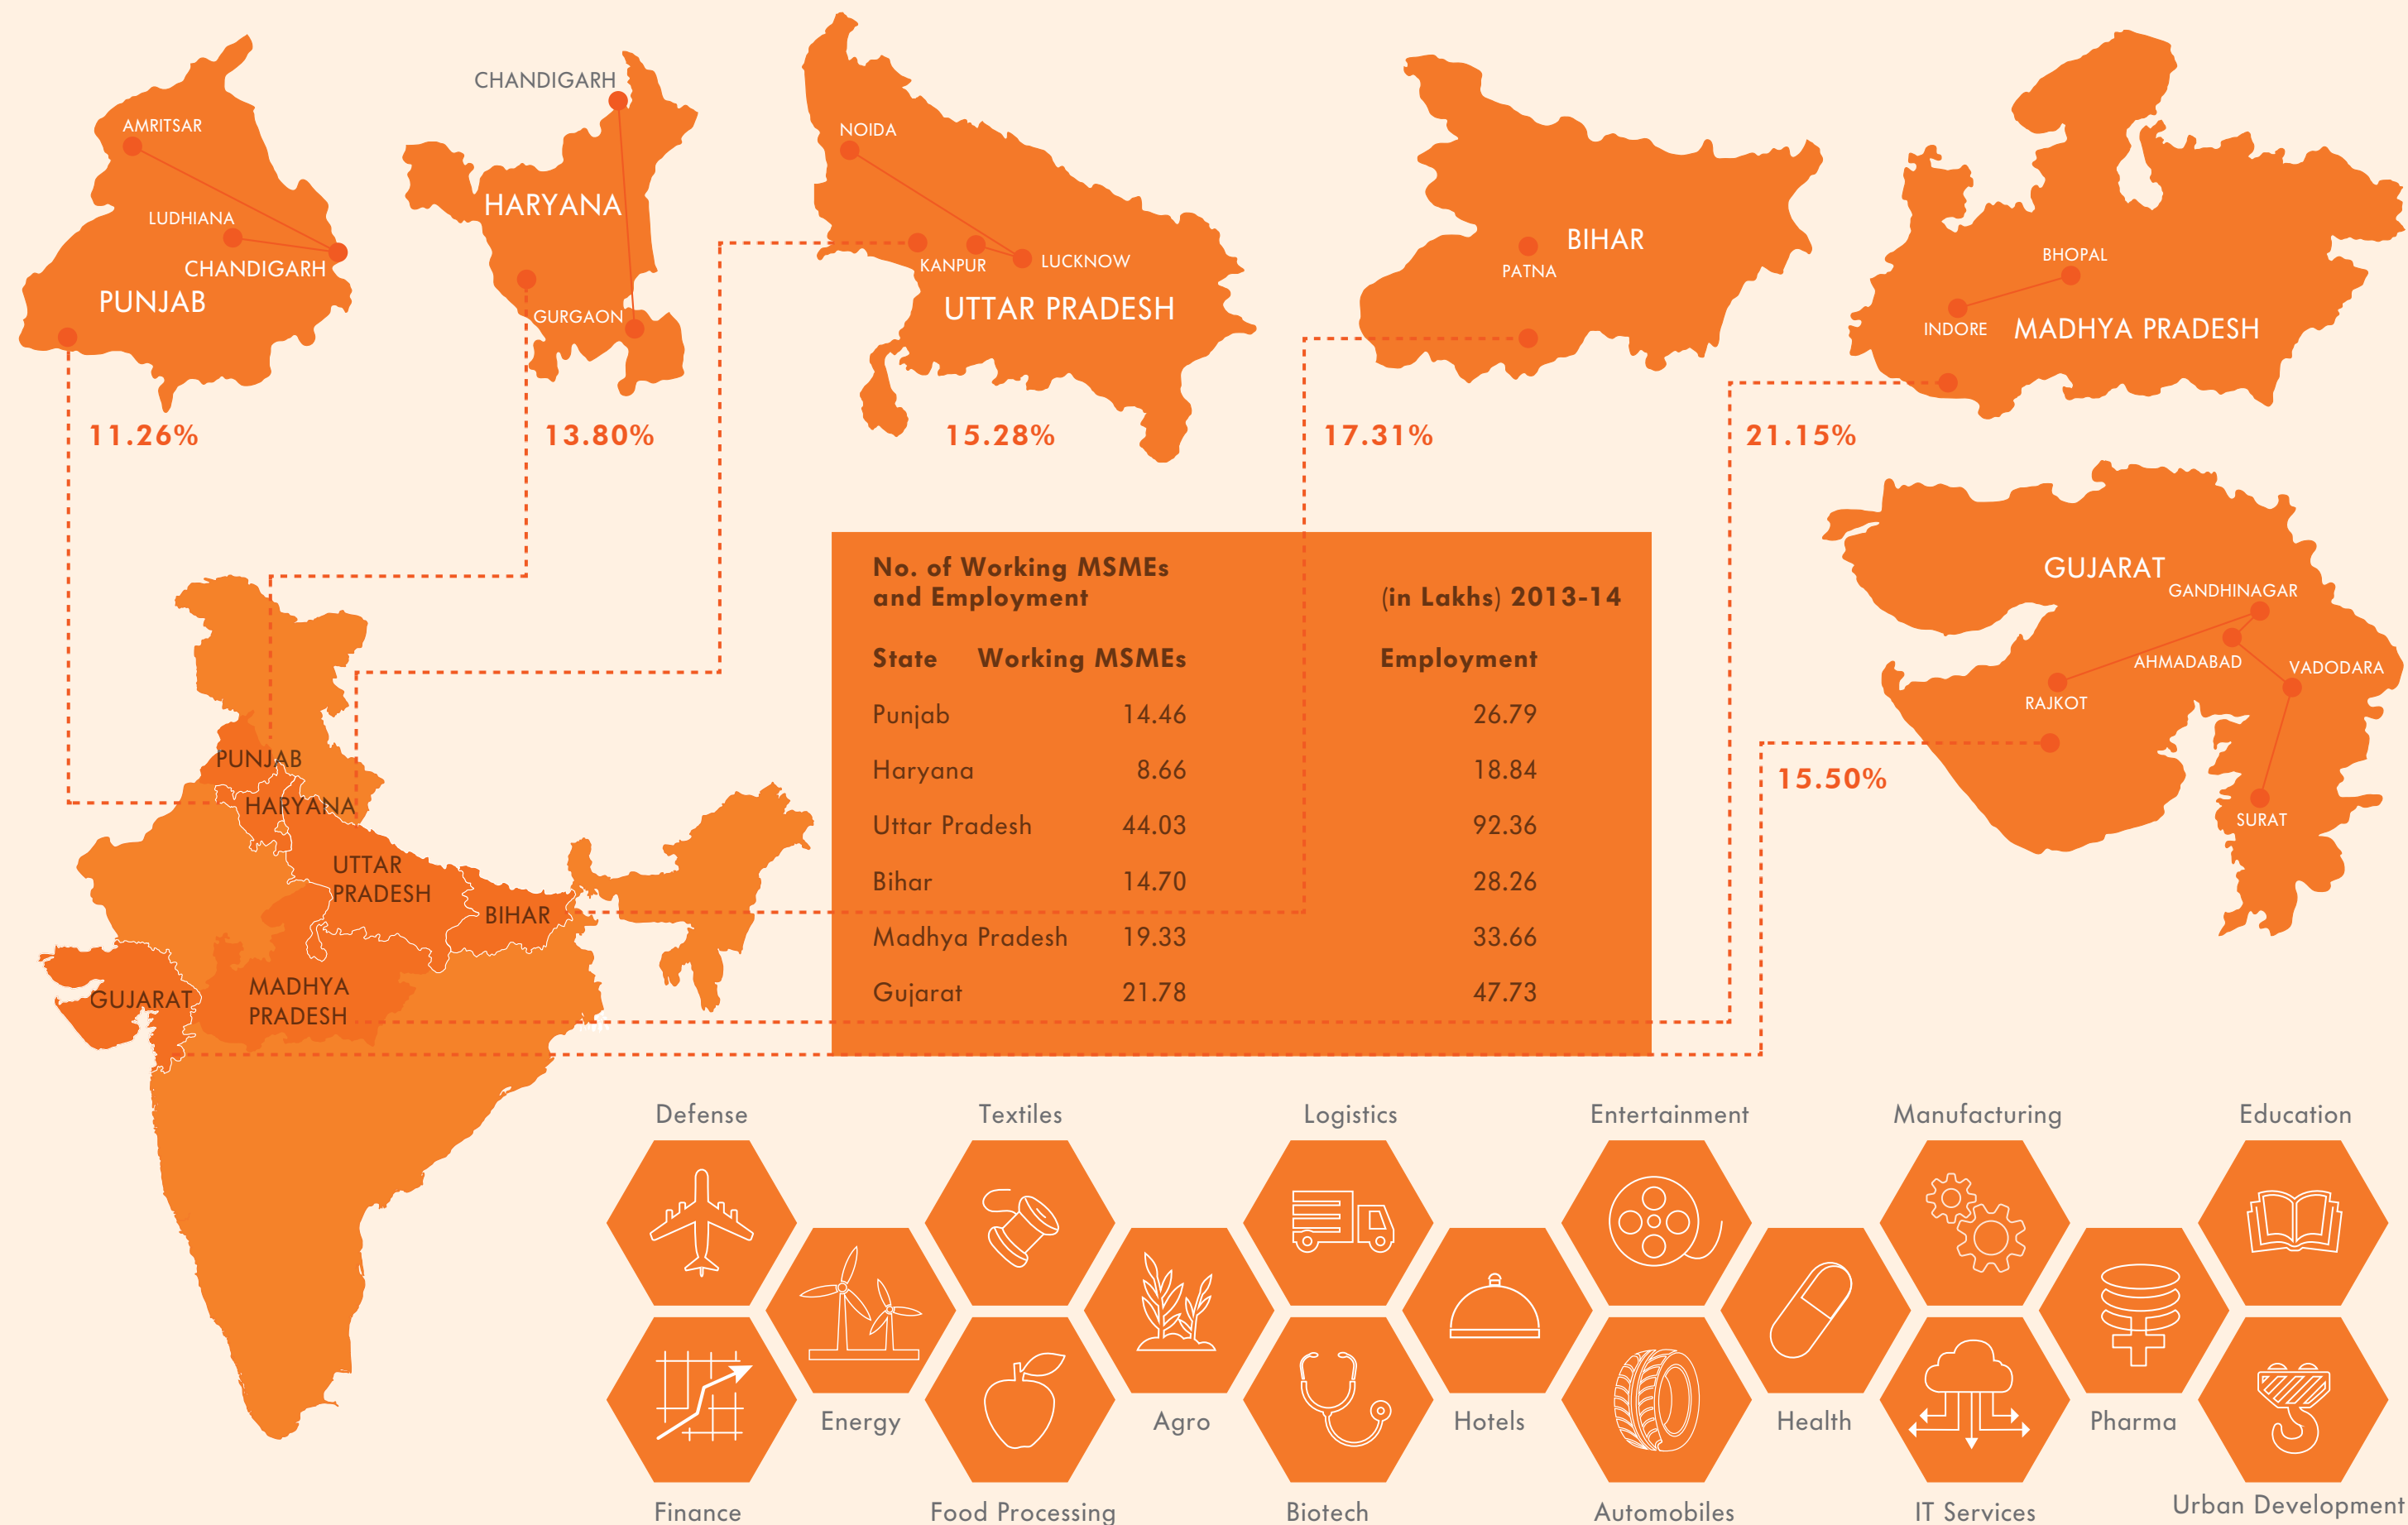 CHANDIGARH
AMRITSAR
LUDHIANA
CHANDIGARH
PUNJAB
11.26%
HARYANA
GURGAON
13.80%
NOIDA
KANPUR
LUCKNOW
UTTAR PRADESH
15.28%
BIHAR
PATNA
17.31%
BHOPAL
INDORE
MADHYA PRADESH
21.15%
GUJARAT
GANDHINAGAR
AHMADABAD
VADODARA
RAJKOT
SURAT
15.50%
No. of Working MSMEs
and Employment (in Lakhs) 2013-14
State Working MSMEs Employment
Punjab 14.46 26.79
Haryana 8.66 18.84
Uttar Pradesh 44.03 92.36
Bihar 14.70 28.26
Madhya Pradesh 19.33 33.66
Gujarat 21.78 47.73
PUNJAB
HARYANA
UTTAR
PRADESH
BIHAR
GUJARAT
MADHYA
PRADESH
Defense
Textiles
Logistics
Entertainment
Manufacturing
Education
Energy
Agro
Hotels
Health
Pharma
Finance
Food Processing
Biotech
Automobiles
IT Services
Urban Development